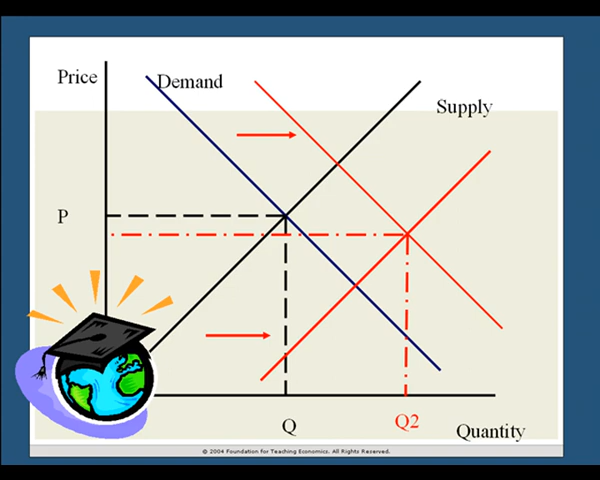 Price
Demand
Supply
P
Q
Q2
Quantity
© 2004 Foundation for Teaching Economics. All Rights Reserved.